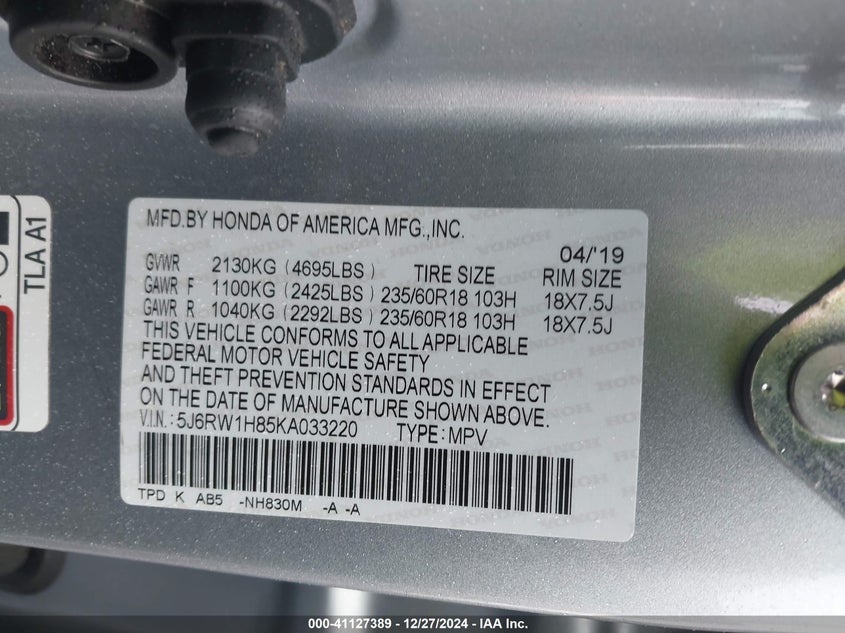 TLA A1
MFD.BY HONDA OF AMERICA MFG.,INC.
04/'19
GVWR 2130KG (4695LBS) TIRE SIZE RIM SIZE
GAWR F 1100KG (2425LBS) 235/60R18 103H 18X7.5J
GAWR R 1040KG (2292LBS) 235/60R18 103H 18X7.5J
THIS VEHICLE CONFORMS TO ALL APPLICABLE
FEDERAL MOTOR VEHICLE SAFETY
AND THEFT PREVENTION STANDARDS IN EFFECT
ON THE DATE OF MANUFACTURE SHOWN ABOVE.
V.I.N.: 5J6RW1H85KA033220 TYPE: MPV
TPD K AB5 -NH830M -A -A
000-41127389 - 12/27/2024 - IAA Inc.